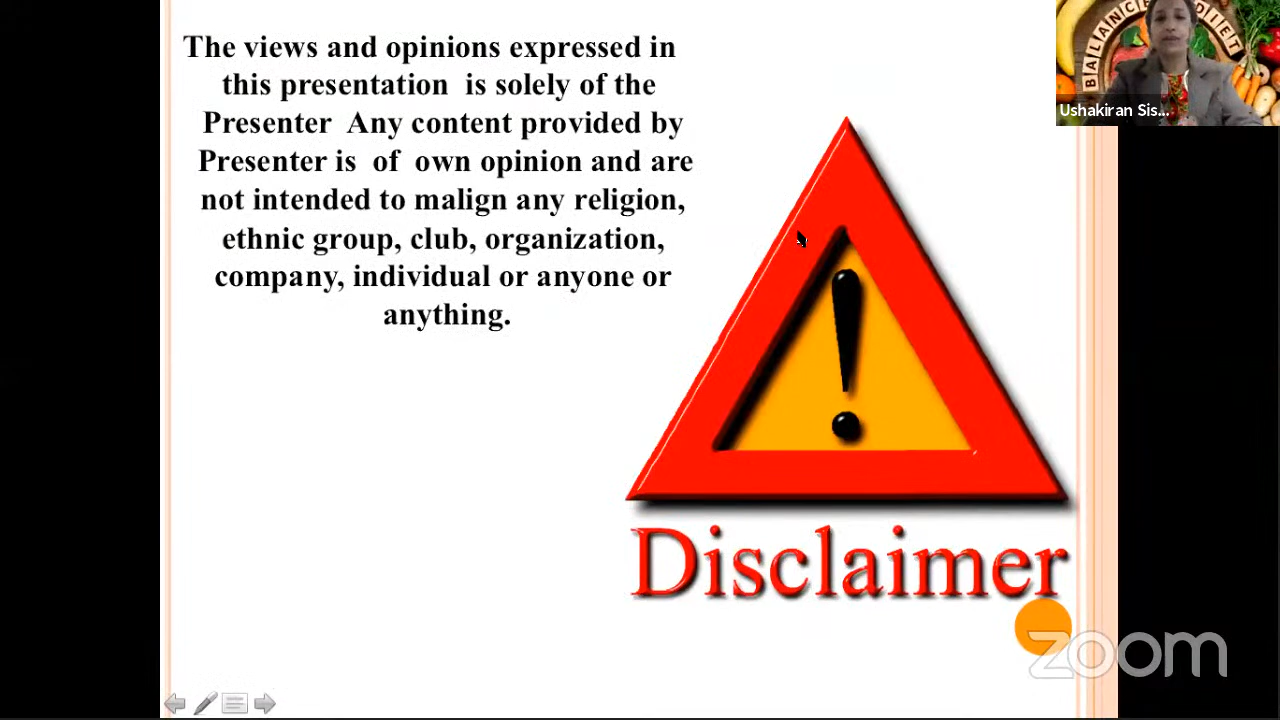 The views and opinions expressed in
this presentation is solely of the
Presenter Any content provided by
Presenter is of own opinion and are
not intended to malign any religion,
ethnic group, club, organization,
company, individual or anyone or
anything.
Disclaimer
BALANCE DIET
Ushakiran Sis...
zoom